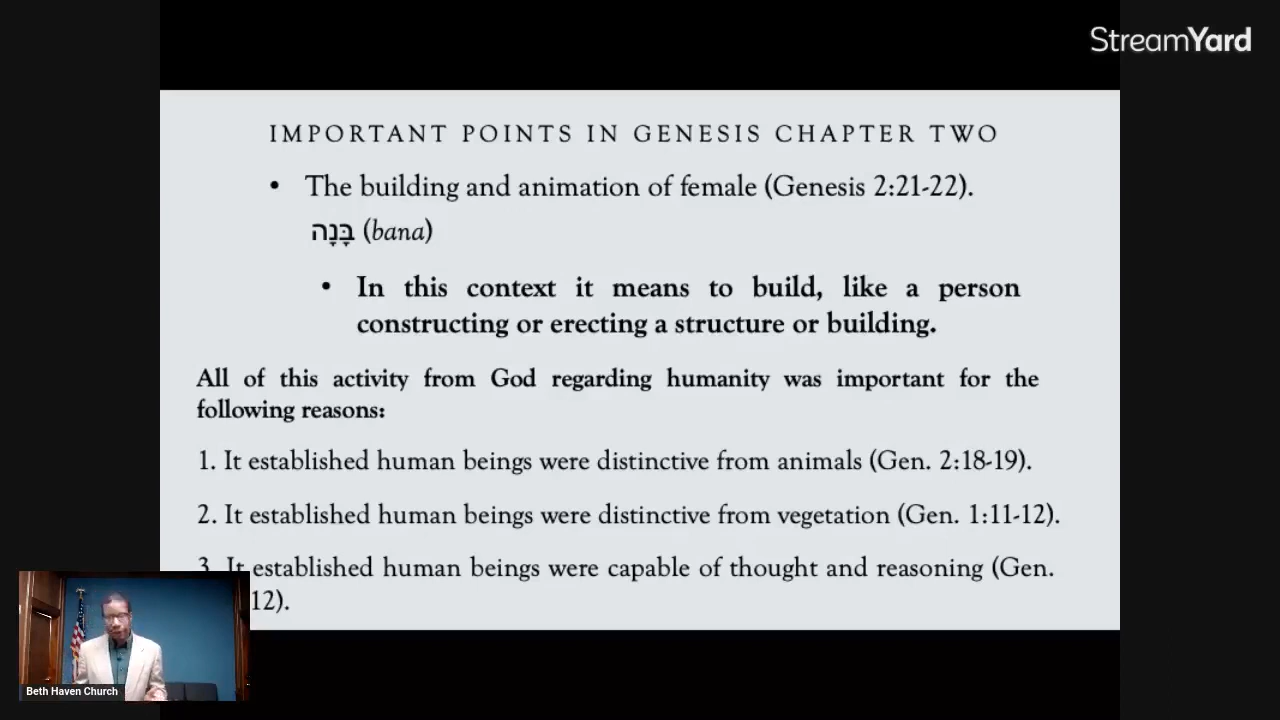 StreamYard
IMPORTANT POINTS IN GENESIS CHAPTER TWO
• The building and animation of female (Genesis 2:21-22).
בָּנָה (bana)
• In this context it means to build, like a person
constructing or erecting a structure or building.
All of this activity from God regarding humanity was important for the
following reasons:
1. It established human beings were distinctive from animals (Gen. 2:18-19).
2. It established human beings were distinctive from vegetation (Gen. 1:11-12).
3. It established human beings were capable of thought and reasoning (Gen.
12).
Beth Haven Church